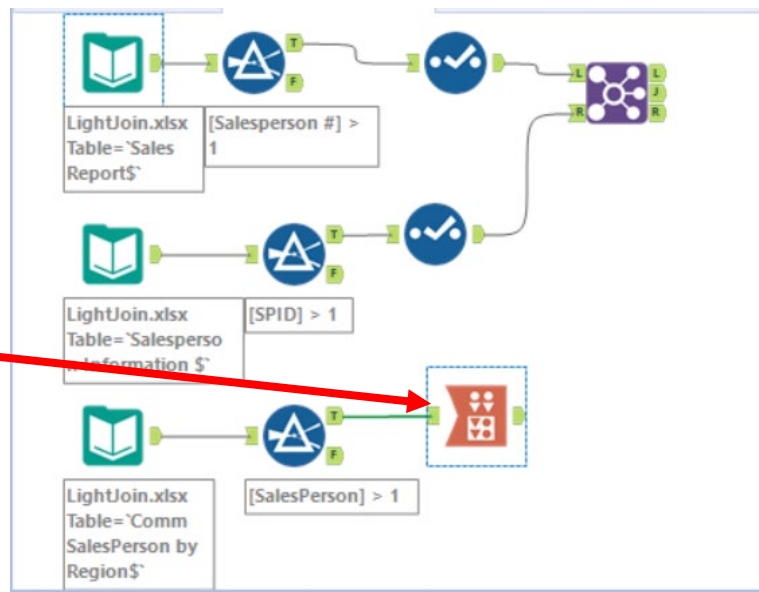 T
F
L
R
L
J
R
LightJoin.xlsx
Table=`Sales
Report$`
[Salesperson #] >
1
T
F
LightJoin.xlsx
Table=`Salesperso
n Information $`
[SPID] > 1
T
F
LightJoin.xlsx
Table=`Comm
SalesPerson by
Region$`
[SalesPerson] > 1